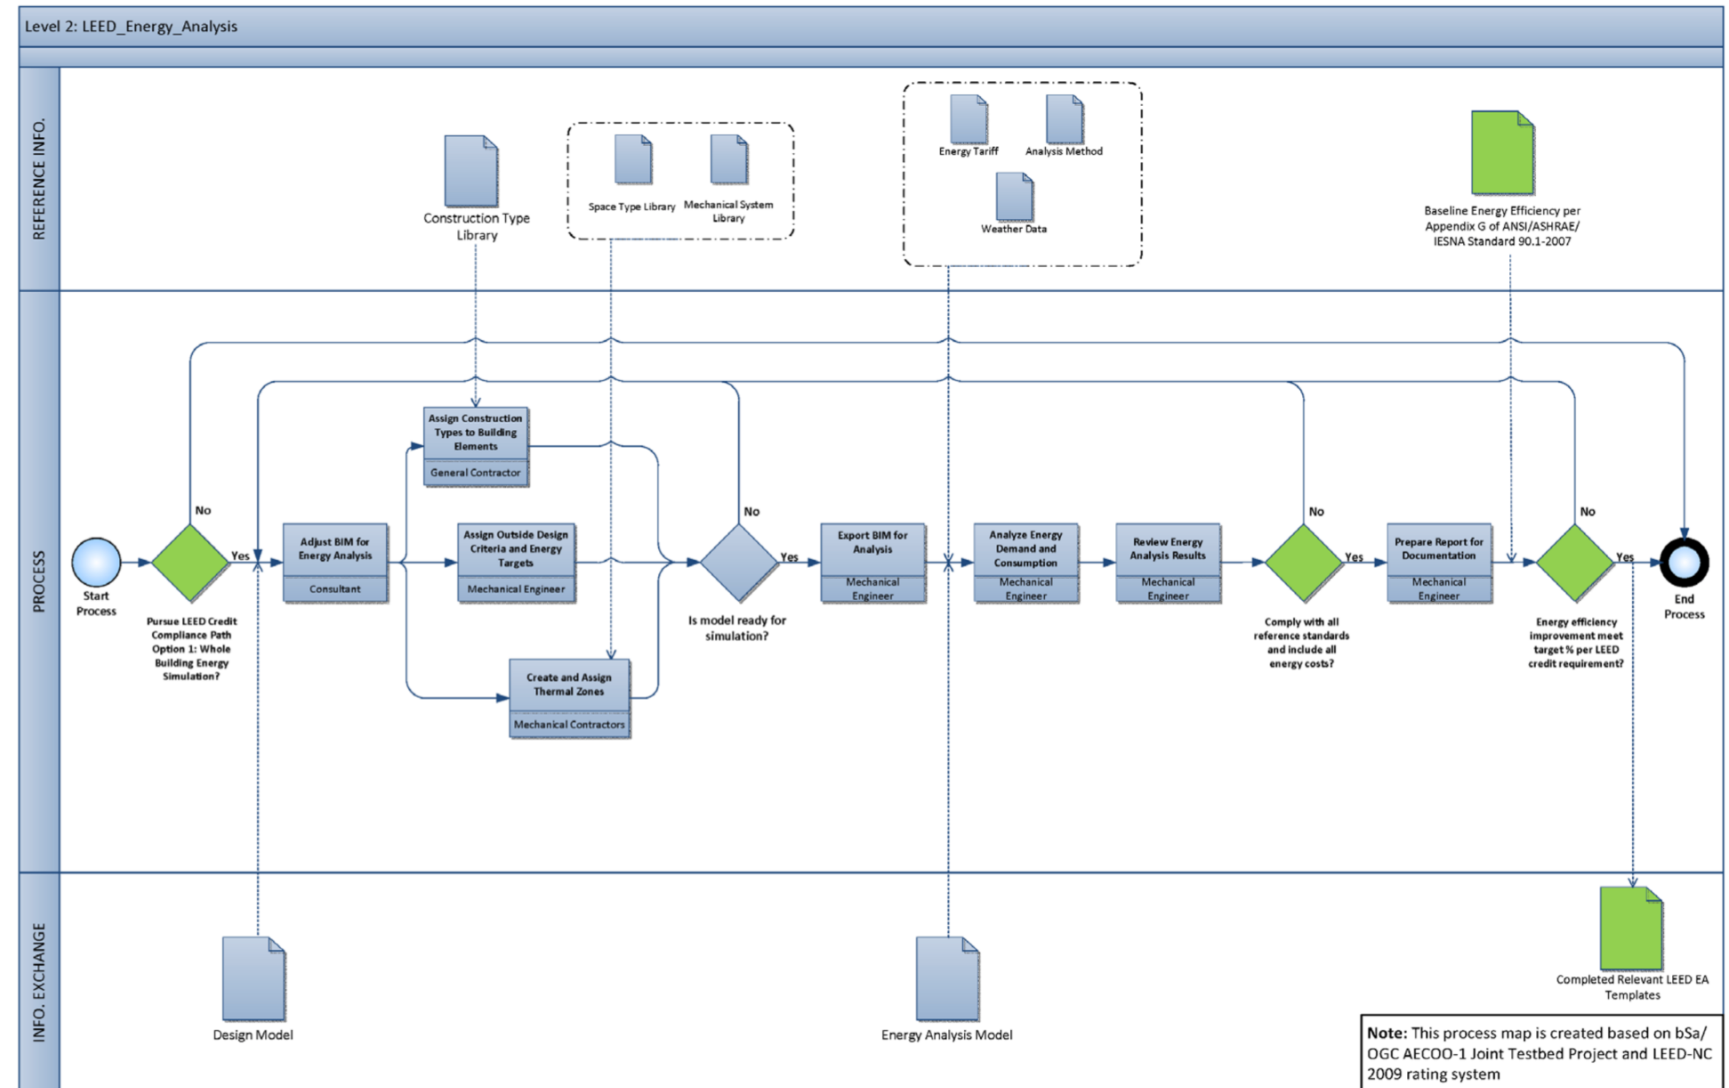 Level 2: LEED_Energy_Analysis
REFERENCE INFO.
Construction Type
Library
Space Type Library
Mechanical System
Library
Energy Tariff
Analysis Method
Weather Data
Baseline Energy Efficiency per
Appendix G of ANSI/ASHRAE/
IESNA Standard 90.1-2007
PROCESS
Start
Process
No
Yes
Pursue LEED Credit
Compliance Path
Option 1: Whole
Building Energy
Simulation?
Adjust BIM for
Energy Analysis
Consultant
Assign Construction
Types to Building
Elements
General Contractor
Assign Outside Design
Criteria and Energy
Targets
Mechanical Engineer
Create and Assign
Thermal Zones
Mechanical Contractors
No
Yes
Is model ready for
simulation?
Export BIM for
Analysis
Mechanical
Engineer
Analyze Energy
Demand and
Consumption
Mechanical
Engineer
Review Energy
Analysis Results
Mechanical
Engineer
No
Yes
Comply with all
reference standards
and include all
energy costs?
Prepare Report for
Documentation
Mechanical
Engineer
No
Yes
Energy efficiency
improvement meet
target % per LEED
credit requirement?
End
Process
INFO. EXCHANGE
Design Model
Energy Analysis Model
Completed Relevant LEED EA
Templates
Note: This process map is created based on bSa/
OGC AECOO-1 Joint Testbed Project and LEED-NC
2009 rating system